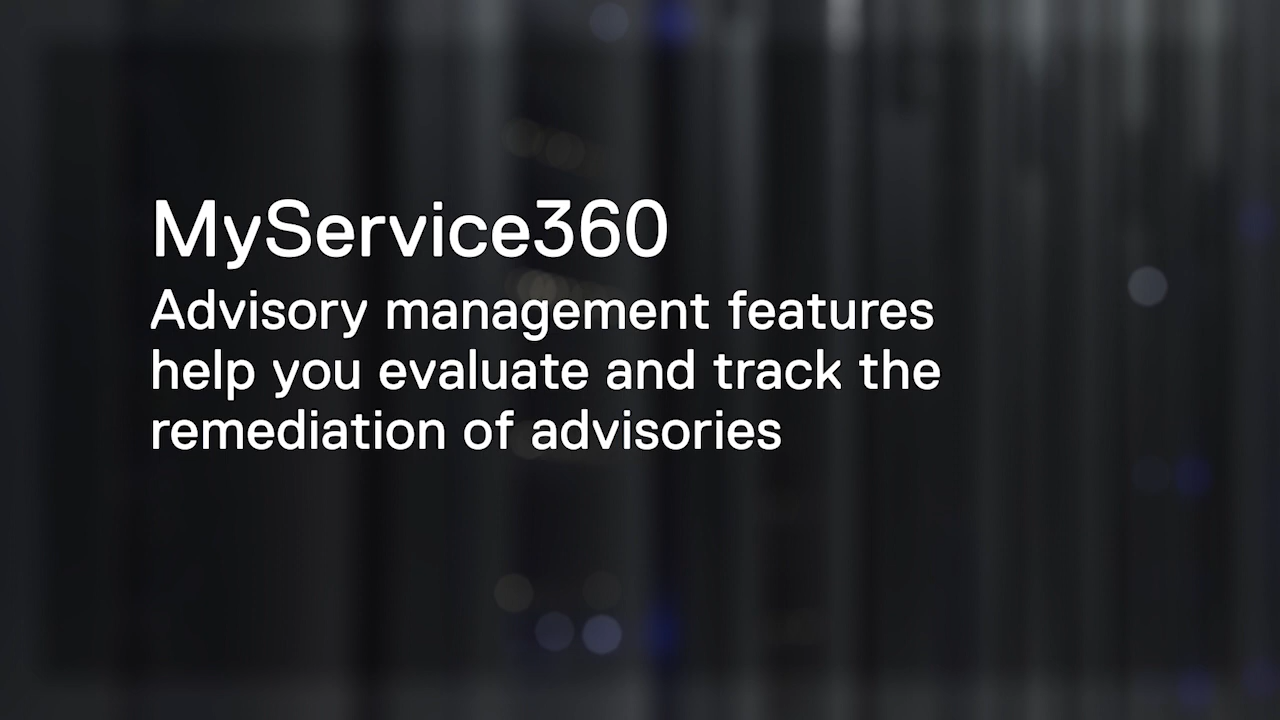 MyService360
Advisory management features
help you evaluate and track the
remediation of advisories